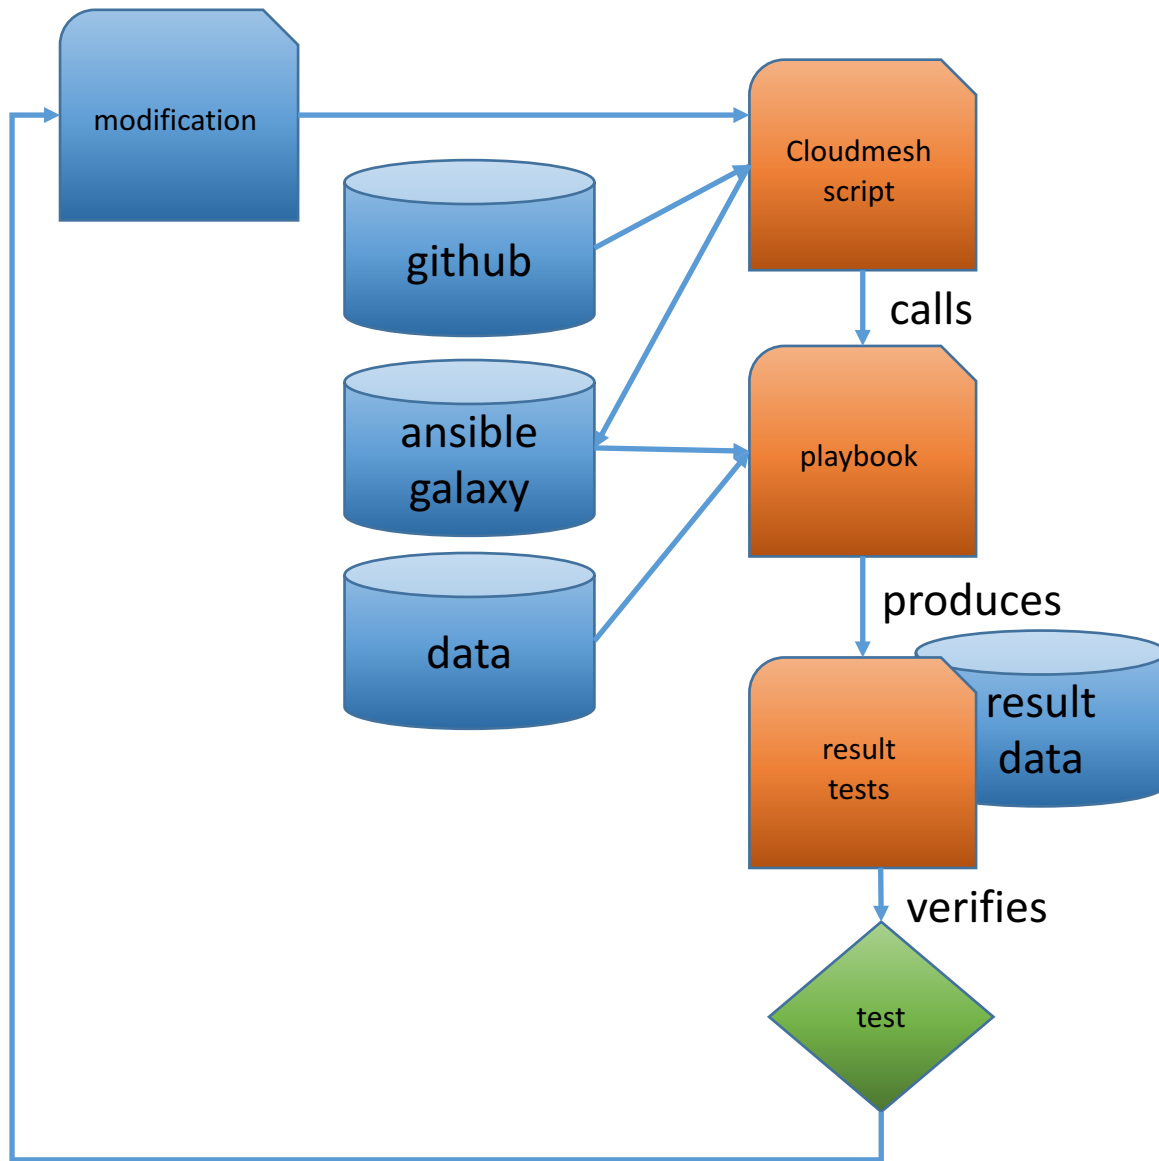 modification
Cloudmesh
script
github
calls
ansible
galaxy
playbook
data
produces
result
data
result
tests
verifies
test